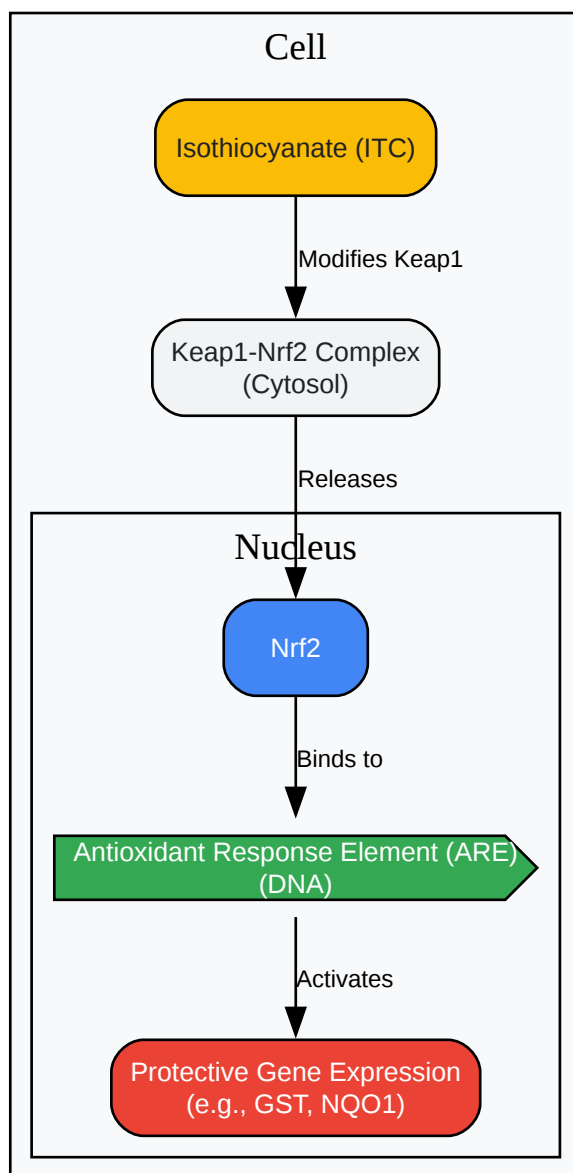 Cell
Isothiocyanate (ITC)
Modifies Keap1
Keap1-Nrf2 Complex
(Cytosol)
Releases
Nucleus
Nrf2
Binds to
Antioxidant Response Element (ARE)
(DNA)
Activates
Protective Gene Expression
(e.g., GST, NQO1)